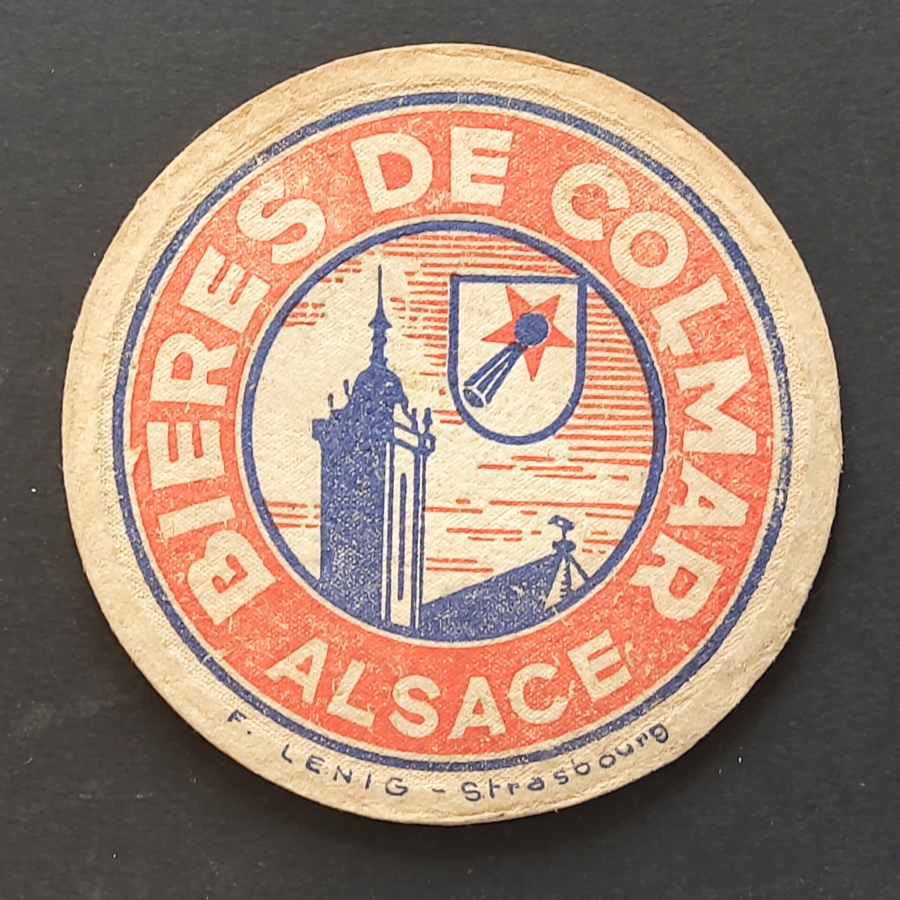 BIERES DE COLMAR
ALSACE
F. LENIG - Strasbourg